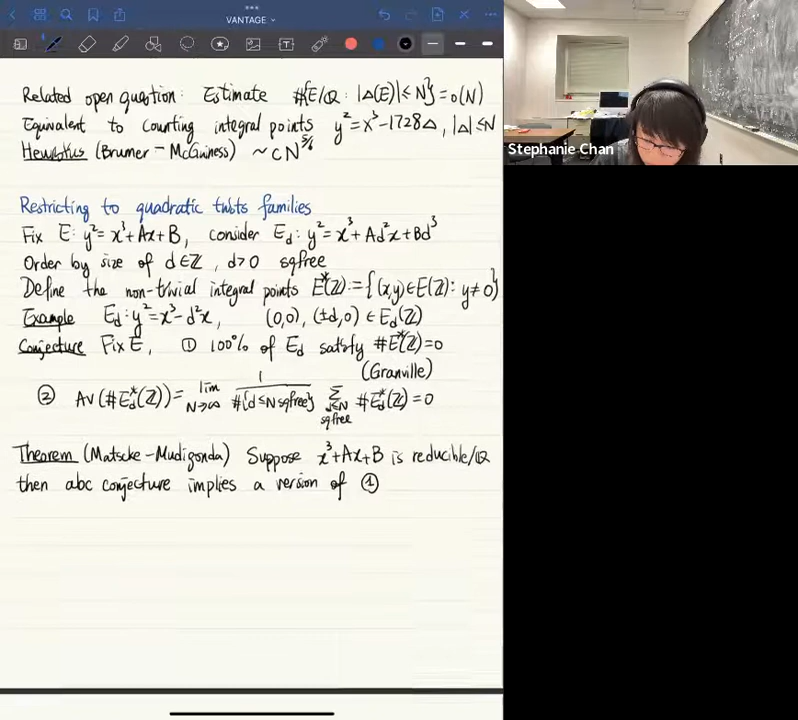 VANTAGE
Related open question: Estimate #{E/ℚ : |Δ(E)| ≤ N} = o(N)
Equivalent to counting integral points y² = x³ - 1728Δ, |Δ| ≤ N
Heuristics (Brumer - McGuiness) ~ cN^{5/6}
Restricting to quadratic twists families
Fix E: y² = x³ + Ax + B, consider E_d: y² = x³ + Ad²x + Bd³
Order by size of d ∈ ℤ, d > 0 sqfree
Define the non-trivial integral points E*(ℤ) := {(x,y) ∈ E(ℤ): y ≠ 0}
Example E_d: y² = x³ - d²x, (0,0), (±d,0) ∈ E_d(ℤ)
Conjecture Fix E, ① 100% of E_d satisfy #E*(ℤ) = 0
(Granville)
② Av(#E_d*(ℤ)) = lim_{N→∞} 1/#{d ≤ N sqfree} ∑_{d≤N sqfree} #E_d*(ℤ) = 0
Theorem (Matscke - Mudigonda) Suppose x³ + Ax + B is reducible/ℚ
then abc conjecture implies a version of ①
Stephanie Chan